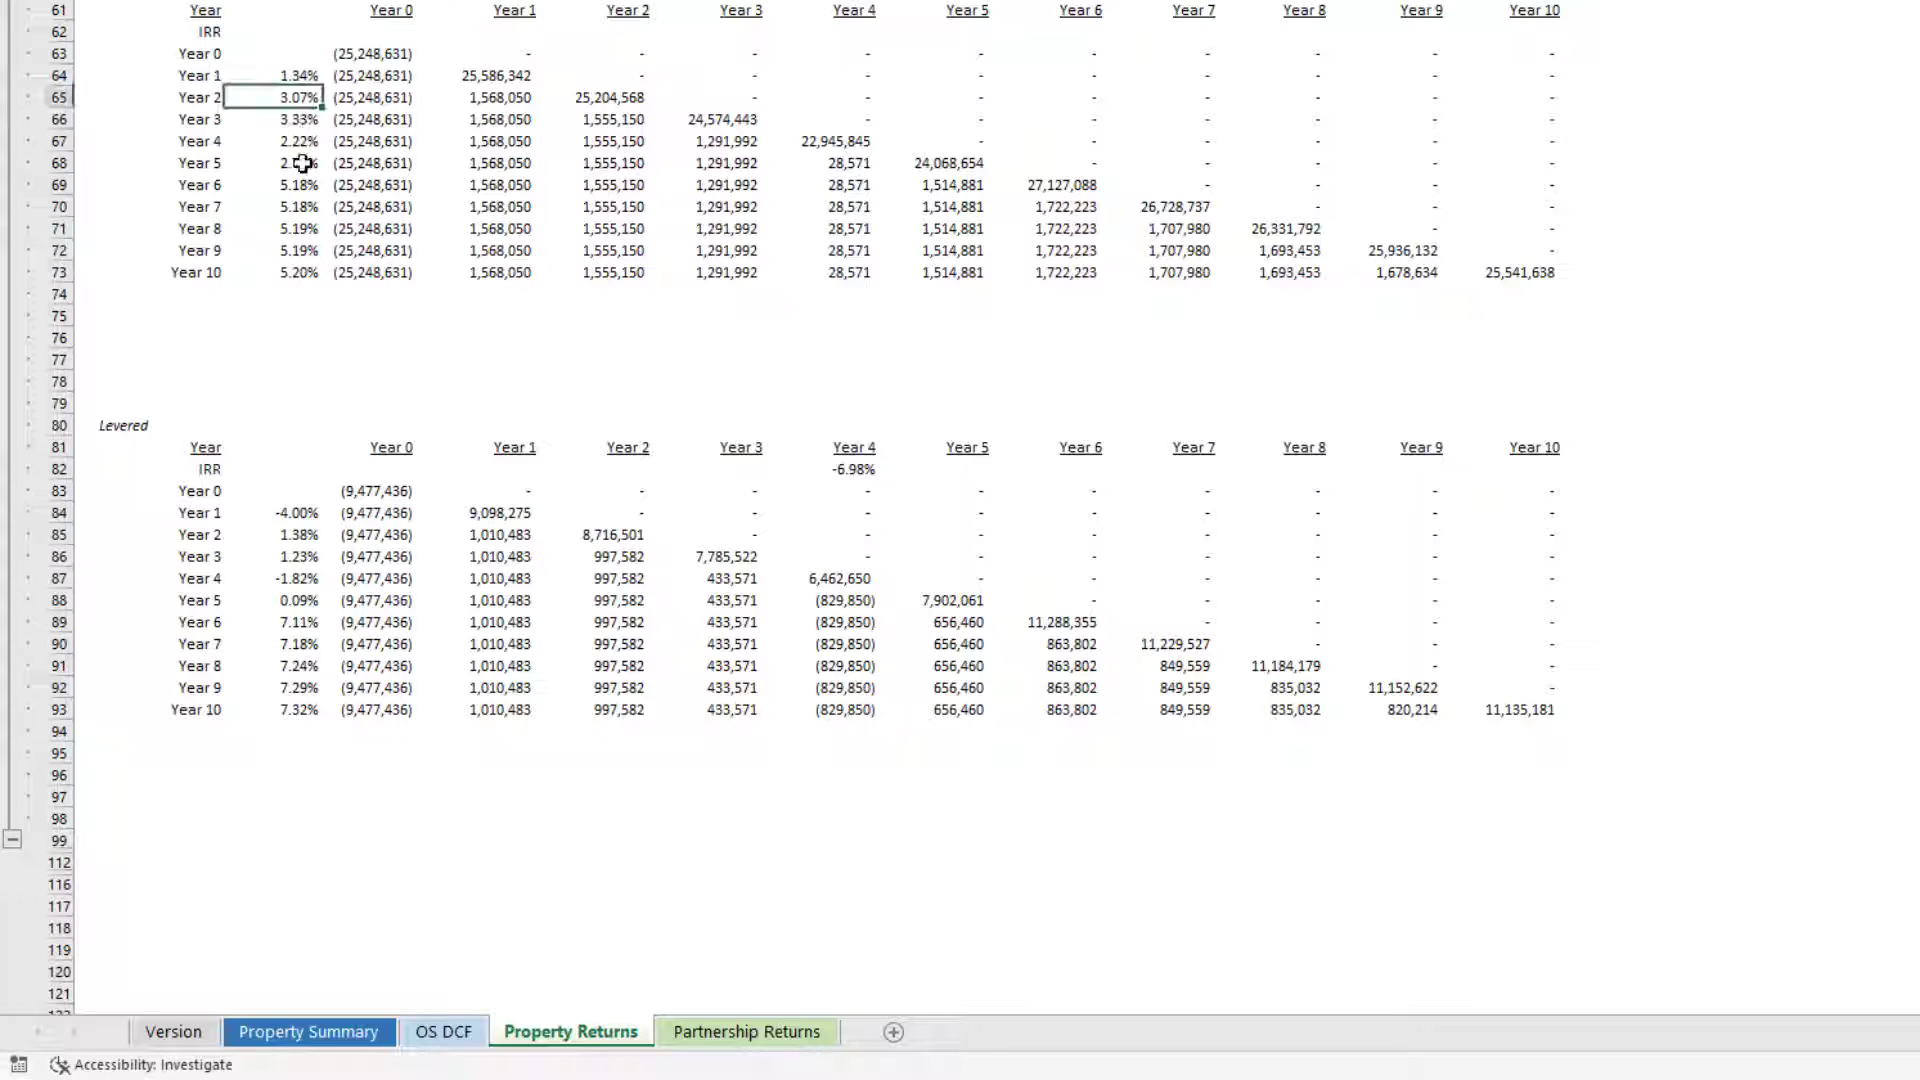 61 Year Year 0 Year 1 Year 2 Year 3 Year 4 Year 5 Year 6 Year 7 Year 8 Year 9 Year 10
62 IRR
63 Year 0 (25,248,631) - - - - - - - - - -
64 Year 1 1.34% (25,248,631) 25,586,342 - - - - - - - - -
65 Year 2 3.07% (25,248,631) 1,568,050 25,204,568 - - - - - - - -
66 Year 3 3.33% (25,248,631) 1,568,050 1,555,150 24,574,443 - - - - - - -
67 Year 4 2.22% (25,248,631) 1,568,050 1,555,150 1,291,992 22,945,845 - - - - - -
68 Year 5 (25,248,631) 1,568,050 1,555,150 1,291,992 28,571 24,068,654 - - - - -
69 Year 6 5.18% (25,248,631) 1,568,050 1,555,150 1,291,992 28,571 1,514,881 27,127,088 - - - -
70 Year 7 5.18% (25,248,631) 1,568,050 1,555,150 1,291,992 28,571 1,514,881 1,722,223 26,728,737 - - -
71 Year 8 5.19% (25,248,631) 1,568,050 1,555,150 1,291,992 28,571 1,514,881 1,722,223 1,707,980 26,331,792 - -
72 Year 9 5.19% (25,248,631) 1,568,050 1,555,150 1,291,992 28,571 1,514,881 1,722,223 1,707,980 1,693,453 25,936,132 -
73 Year 10 5.20% (25,248,631) 1,568,050 1,555,150 1,291,992 28,571 1,514,881 1,722,223 1,707,980 1,693,453 1,678,634 25,541,638
74
75
76
77
78
79
80 Levered
81 Year Year 0 Year 1 Year 2 Year 3 Year 4 Year 5 Year 6 Year 7 Year 8 Year 9 Year 10
82 IRR -6.98%
83 Year 0 (9,477,436) - - - - - - - - - -
84 Year 1 -4.00% (9,477,436) 9,098,275 - - - - - - - - -
85 Year 2 1.38% (9,477,436) 1,010,483 8,716,501 - - - - - - - -
86 Year 3 1.23% (9,477,436) 1,010,483 997,582 7,785,522 - - - - - - -
87 Year 4 -1.82% (9,477,436) 1,010,483 997,582 433,571 6,462,650 - - - - - -
88 Year 5 0.09% (9,477,436) 1,010,483 997,582 433,571 (829,850) 7,902,061 - - - - -
89 Year 6 7.11% (9,477,436) 1,010,483 997,582 433,571 (829,850) 656,460 11,288,355 - - - -
90 Year 7 7.18% (9,477,436) 1,010,483 997,582 433,571 (829,850) 656,460 863,802 11,229,527 - - -
91 Year 8 7.24% (9,477,436) 1,010,483 997,582 433,571 (829,850) 656,460 863,802 849,559 11,184,179 - -
92 Year 9 7.29% (9,477,436) 1,010,483 997,582 433,571 (829,850) 656,460 863,802 849,559 835,032 11,152,622 -
93 Year 10 7.32% (9,477,436) 1,010,483 997,582 433,571 (829,850) 656,460 863,802 849,559 835,032 820,214 11,135,181
94
95
96
97
98
99
112
116
117
118
119
120
121
Version Property Summary OS DCF Property Returns Partnership Returns
Accessibility: Investigate